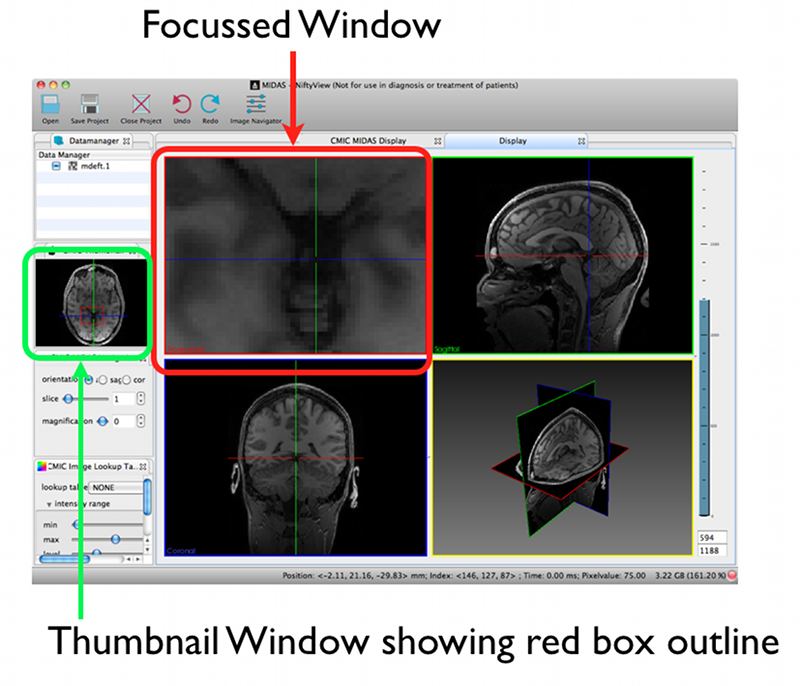 Focussed Window
MIDAS - NiftyView (Not for use in diagnosis or treatment of patients)
Open Save Project Close Project Undo Redo Image Navigator
Datamanager CMIC MIDAS Display Display
Data Manager
mdeft.1
Sagittal
orientatio sag cor
slice 1
magnification 0
CMIC Image Lookup Ta...
lookup table NONE
intensity range
min
max
level
Coronal
594
1188
Position: <-2.11, 21.16, -29.83> mm; Index: <146, 127, 87> ; Time: 0.00 ms; Pixelvalue: 75.00 3.22 GB (161.20 %)
Thumbnail Window showing red box outline